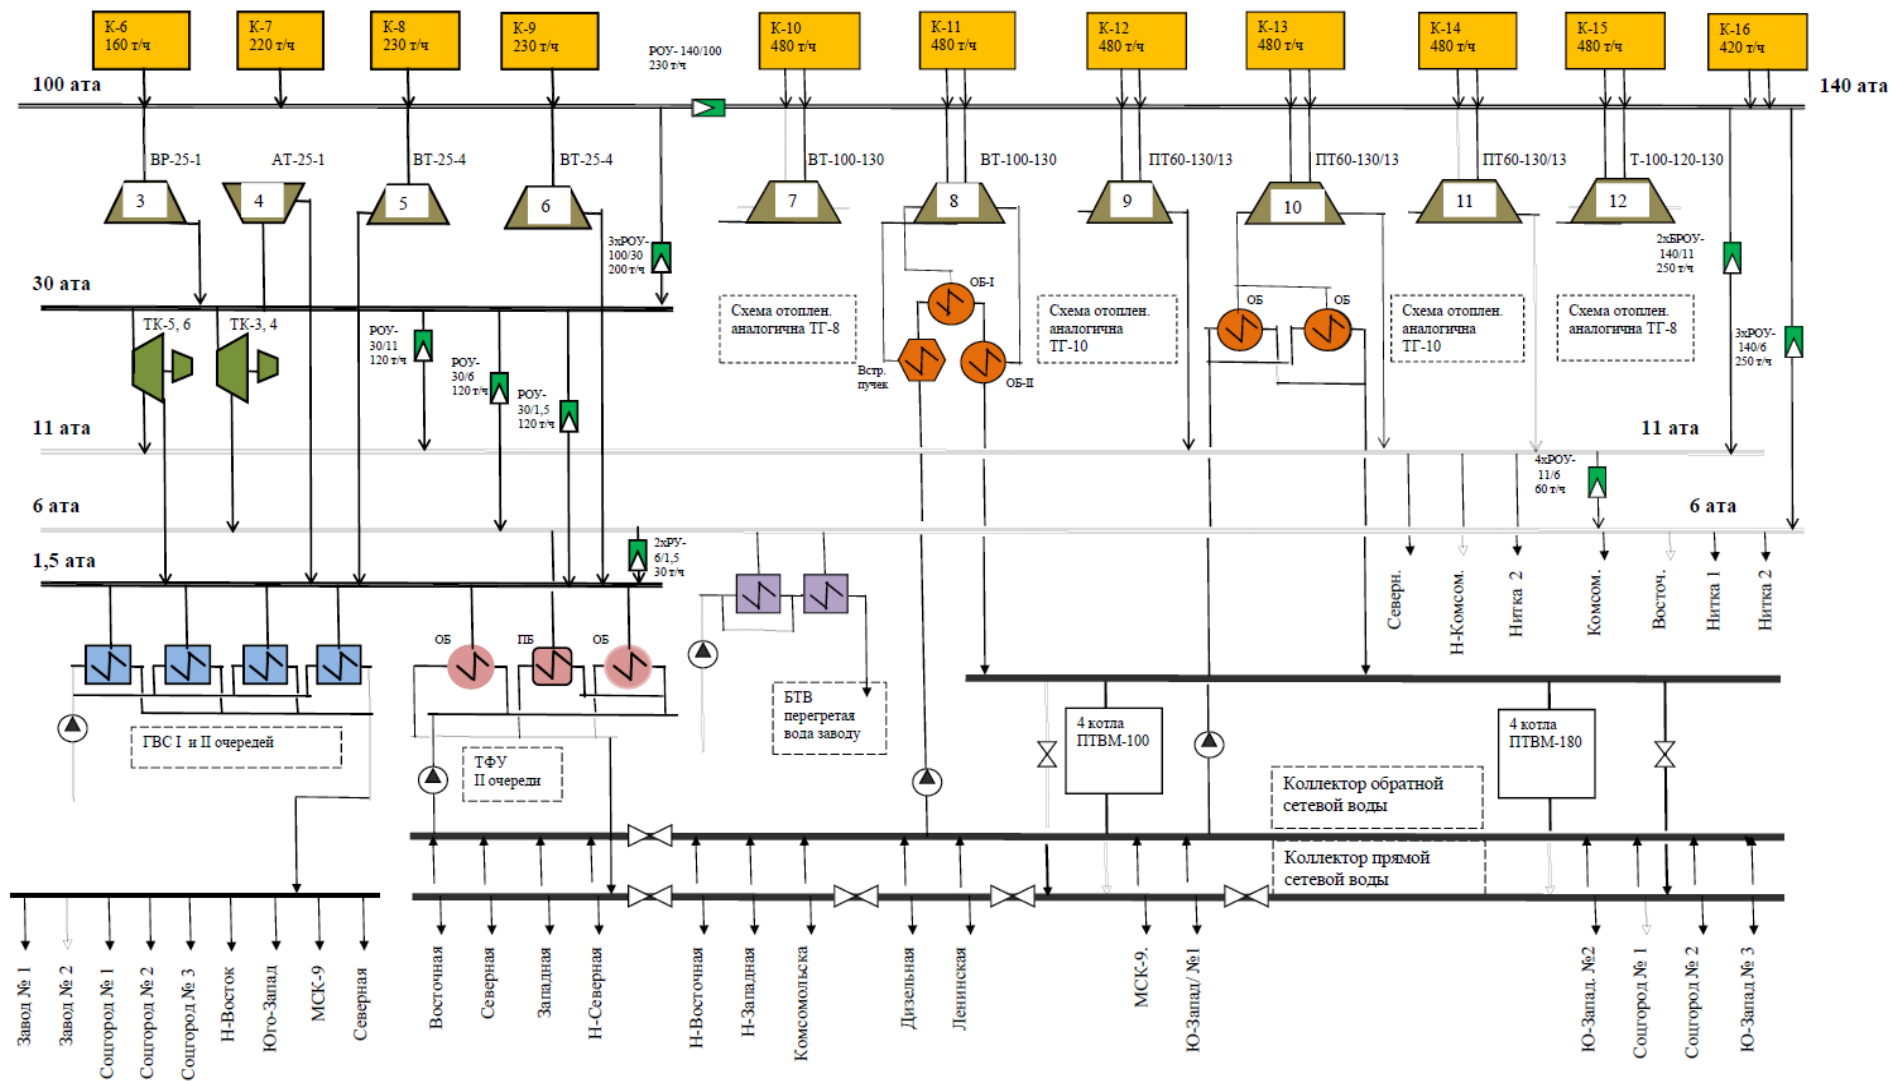 К-6
160 т/ч
К-7
220 т/ч
К-8
230 т/ч
К-9
230 т/ч
РОУ- 140/100
230 т/ч
К-10
480 т/ч
К-11
480 т/ч
К-12
480 т/ч
К-13
480 т/ч
К-14
480 т/ч
К-15
480 т/ч
К-16
420 т/ч
100 ата
140 ата
ВР-25-1
АТ-25-1
ВТ-25-4
ВТ-25-4
ВТ-100-130
ВТ-100-130
ПТ60-130/13
ПТ60-130/13
ПТ60-130/13
Т-100-120-130
3
4
5
6
7
8
9
10
11
12
3хРОУ-
100/30
200 т/ч
2хБРОУ-
140/11
250 т/ч
30 ата
ТК-5, 6
ТК-3, 4
РОУ-
30/11
120 т/ч
РОУ-
30/6
120 т/ч
РОУ-
30/1,5
120 т/ч
Схема отоплен.
аналогична ТГ-8
ОБ-I
Встр.
пучек
ОБ-II
Схема отоплен.
аналогична
ТГ-10
ОБ
ОБ
Схема отоплен.
аналогична
ТГ-10
Схема отоплен.
аналогична ТГ-8
3хРОУ-
140/6
250 т/ч
11 ата
11 ата
4хРОУ-
11/6
60 т/ч
6 ата
6 ата
2хРУ-
6/1,5
30 т/ч
1,5 ата
Северн.
Н-Комсом.
Нитка 2
Комсом.
Восточ.
Нитка 1
Нитка 2
ОБ
ПБ
ОБ
ГВС I и II очередей
ТФУ
II очереди
БТВ
перегретая
вода заводу
4 котла
ПТВМ-100
4 котла
ПТВМ-180
Коллектор обратной
сетевой воды
Коллектор прямой
сетевой воды
Завод № 1
Завод № 2
Соцгород № 1
Соцгород № 2
Соцгород № 3
Н-Восток
Юго-Запад
МСК-9
Северная
Восточная
Северная
Западная
Н-Северная
Н-Восточная
Н-Западная
Комсомольска
Дизельная
Ленинская
МСК-9.
Ю-Запад/ №1
Ю-Запад. №2
Соцгород № 1
Соцгород № 2
Ю-Запад № 3